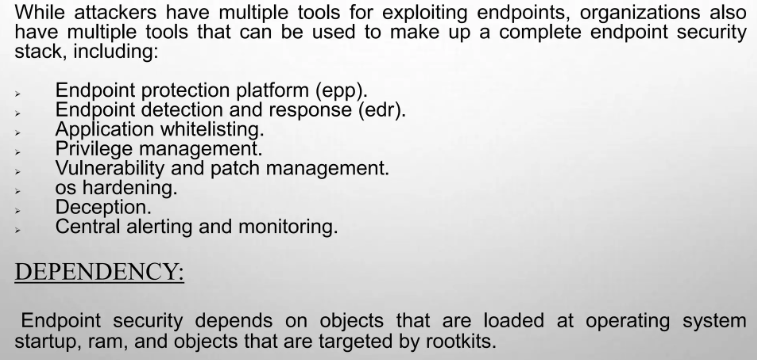 While attackers have multiple tools for exploiting endpoints, organizations also
have multiple tools that can be used to make up a complete endpoint security
stack, including:
➢ Endpoint protection platform (epp).
➢ Endpoint detection and response (edr).
➢ Application whitelisting.
➢ Privilege management.
➢ Vulnerability and patch management.
➢ os hardening.
➢ Deception.
➢ Central alerting and monitoring.
DEPENDENCY:
Endpoint security depends on objects that are loaded at operating system
startup, ram, and objects that are targeted by rootkits.